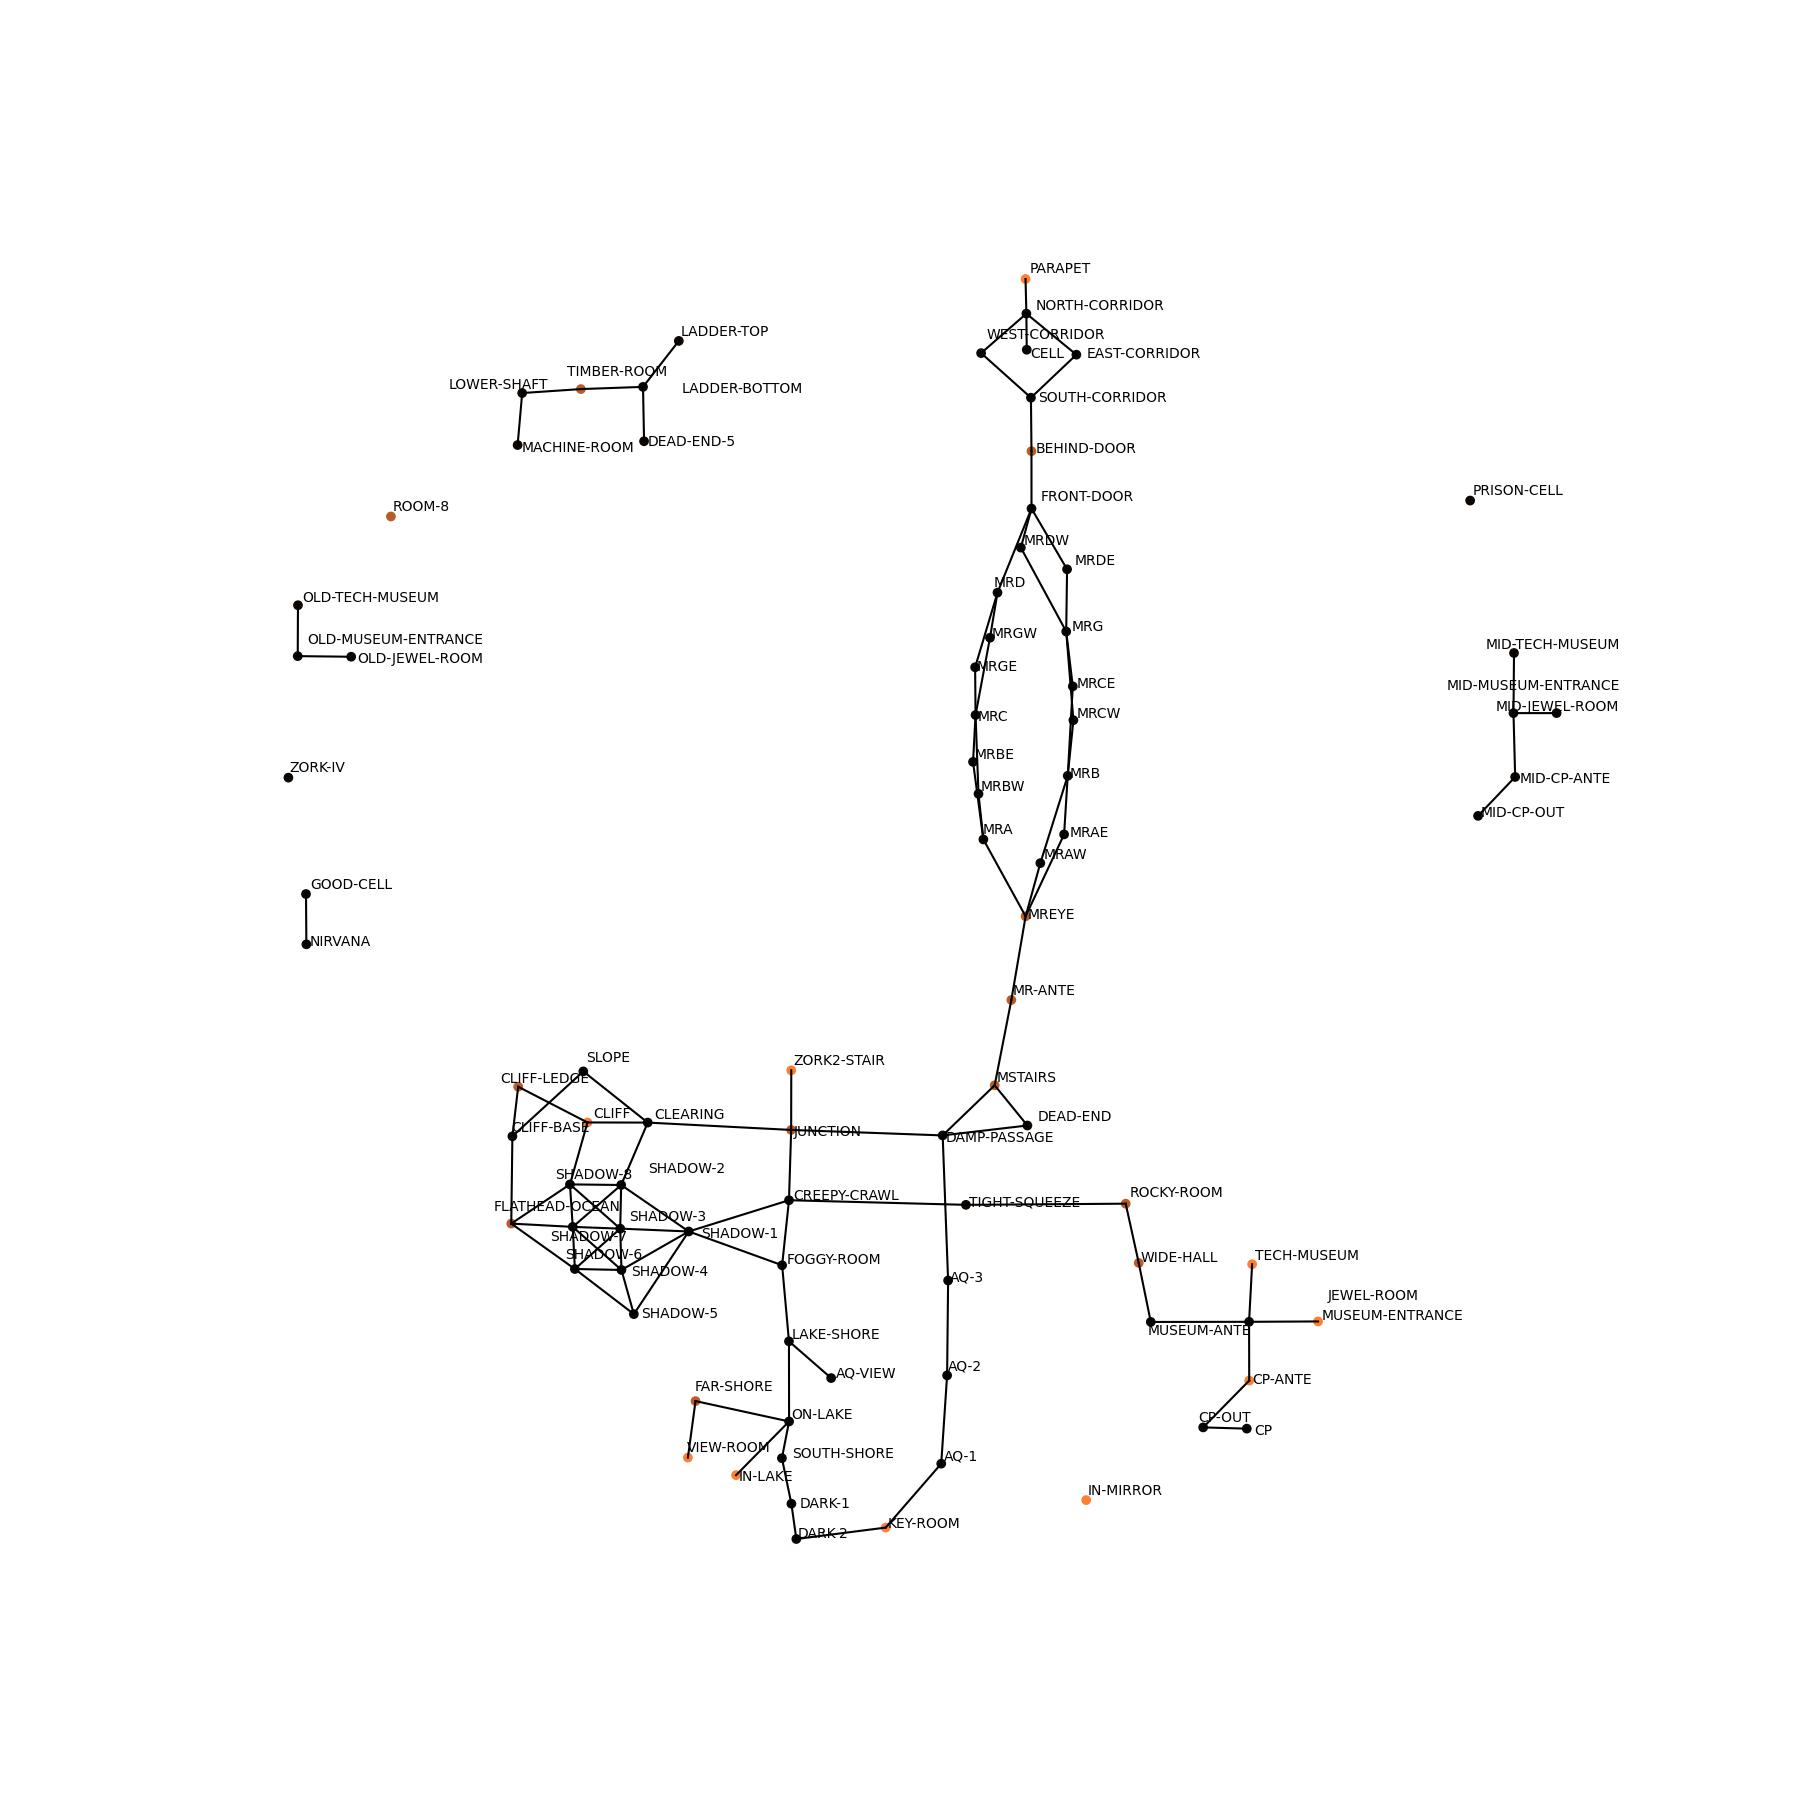 PARAPET
NORTH-CORRIDOR
LADDER-TOP
WEST-CORRIDOR
CELL
EAST-CORRIDOR
TIMBER-ROOM
LOWER-SHAFT
LADDER-BOTTOM
SOUTH-CORRIDOR
DEAD-END-5
MACHINE-ROOM
BEHIND-DOOR
PRISON-CELL
FRONT-DOOR
ROOM-8
MRDW
MRDE
MRD
OLD-TECH-MUSEUM
MRG
MRGW
OLD-MUSEUM-ENTRANCE
MID-TECH-MUSEUM
OLD-JEWEL-ROOM
MRGE
MRCE
MID-MUSEUM-ENTRANCE
MID-JEWEL-ROOM
MRCW
MRC
MRBE
ZORK-IV
MRB
MID-CP-ANTE
MRBW
MID-CP-OUT
MRA
MRAE
MRAW
GOOD-CELL
MREYE
NIRVANA
MR-ANTE
SLOPE
ZORK2-STAIR
CLIFF-LEDGE
MSTAIRS
CLIFF
CLEARING
DEAD-END
CLIFF-BASE
JUNCTION
DAMP-PASSAGE
SHADOW-2
SHADOW-8
ROCKY-ROOM
CREEPY-CRAWL
TIGHT-SQUEEZE
FLATHEAD-OCEAN
SHADOW-3
SHADOW-1
SHADOW-7
SHADOW-6
FOGGY-ROOM
WIDE-HALL
TECH-MUSEUM
SHADOW-4
AQ-3
JEWEL-ROOM
SHADOW-5
MUSEUM-ENTRANCE
MUSEUM-ANTE
LAKE-SHORE
AQ-2
AQ-VIEW
CP-ANTE
FAR-SHORE
ON-LAKE
CP-OUT
CP
VIEW-ROOM
SOUTH-SHORE
AQ-1
IN-LAKE
IN-MIRROR
DARK-1
KEY-ROOM
DARK-2